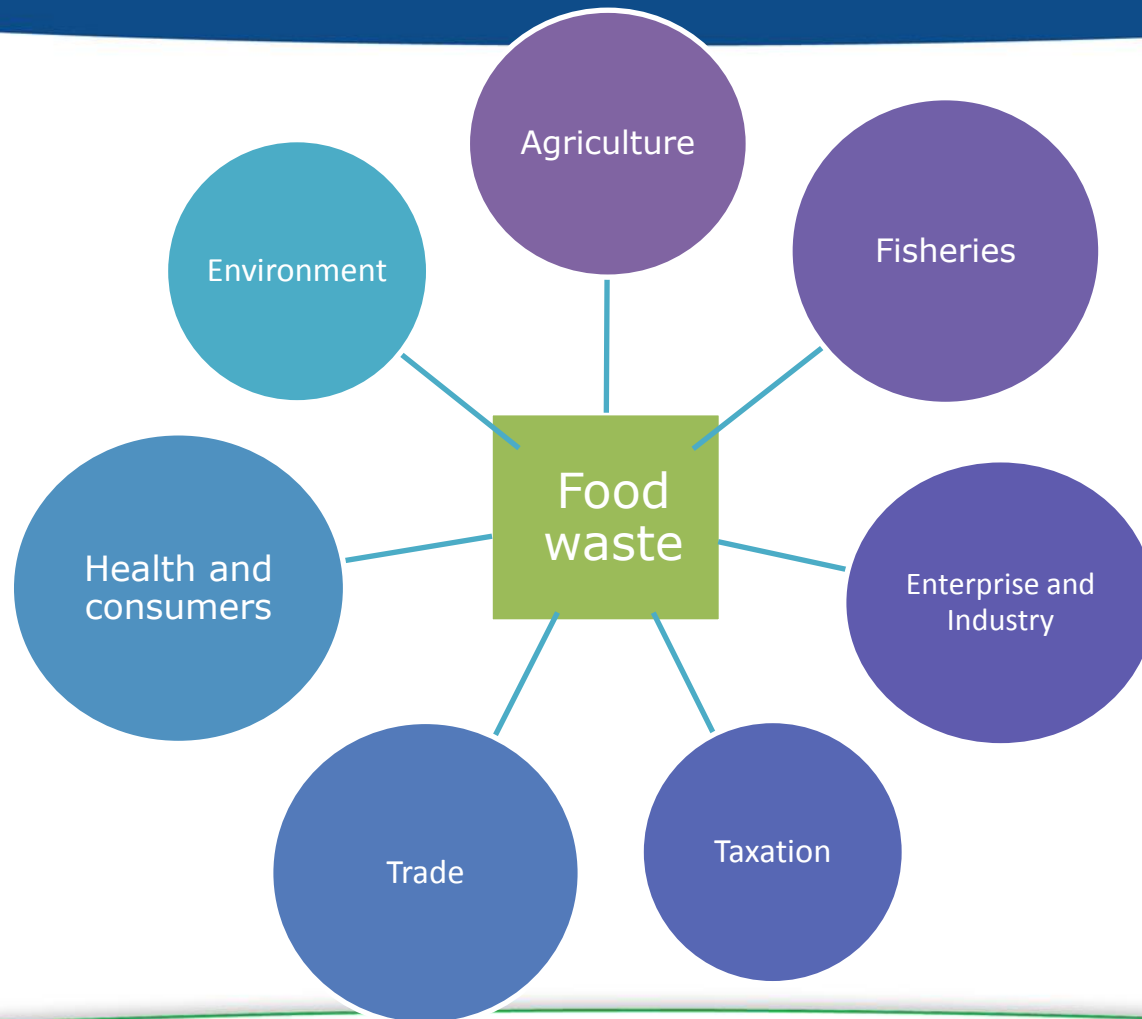 Agriculture
Fisheries
Environment
Food
waste
Health and
consumers
Enterprise and
Industry
Trade
Taxation